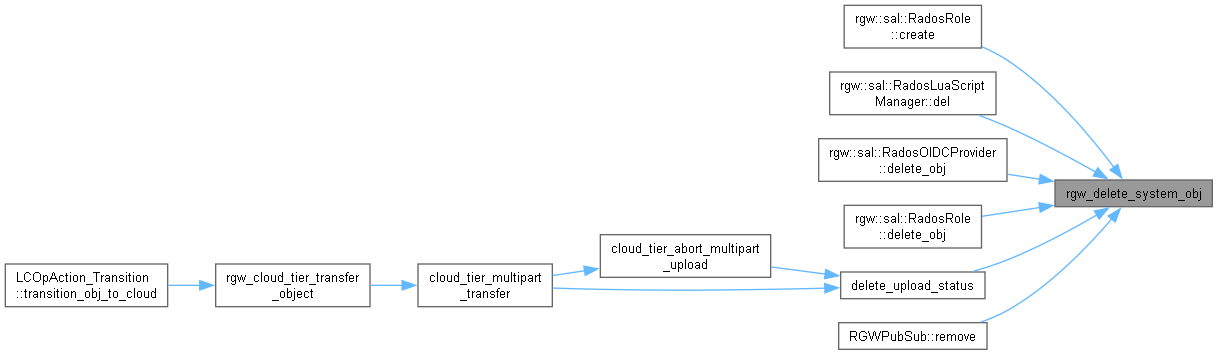 rgw::sal::RadosRole
::create
rgw::sal::RadosLuaScript
Manager::del
rgw::sal::RadosOIDCProvider
::delete_obj
rgw_delete_system_obj
rgw::sal::RadosRole
::delete_obj
cloud_tier_abort_multipart
_upload
LCOpAction_Transition
::transition_obj_to_cloud
rgw_cloud_tier_transfer
_object
cloud_tier_multipart
_transfer
delete_upload_status
RGWPubSub::remove